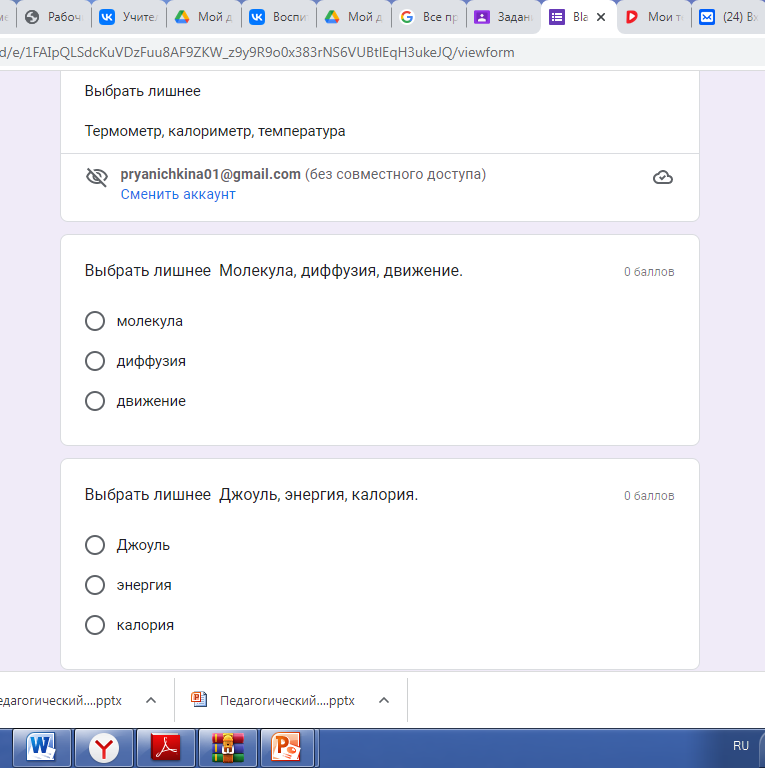 Рабоч
Учител
Мой д
Воспи
Мой д
Все пр
Задан
Bla
Мои т
(24) Вх
d/e/1FAIpQLSdcKuVDzFuu8AF9ZKW_z9y9R9o0x383rNS6VUBtlEqH3ukeJQ/viewform
Выбрать лишнее
Термометр, калориметр, температура
pryanichkina01@gmail.com (без совместного доступа)
Сменить аккаунт
Выбрать лишнее Молекула, диффузия, движение.
0 баллов
молекула
диффузия
движение
Выбрать лишнее Джоуль, энергия, калория.
0 баллов
Джоуль
энергия
калория
едагогический....pptx
Педагогический....pptx
RU